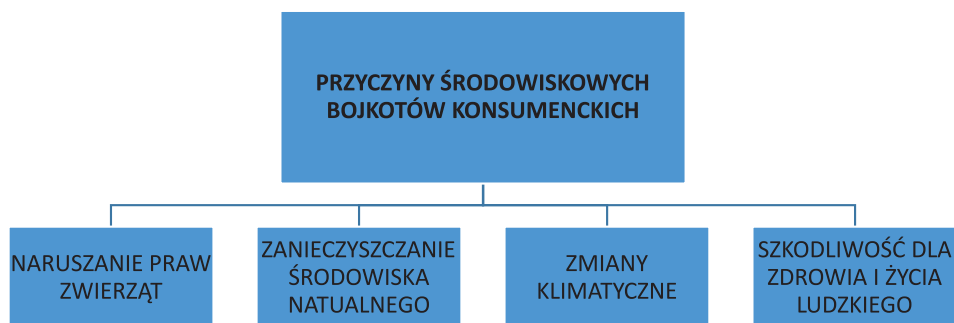 PRZYCZYNY ŚRODOWISKOWYCH
BOJKOTÓW KONSUMENCKICH
NARUSZANIE PRAW
ZWIERZĄT
ZANIECZYSZCZANIE
ŚRODOWISKA
NATUALNEGO
ZMIANY
KLIMATYCZNE
SZKODLIWOŚĆ DLA
ZDROWIA I ŻYCIA
LUDZKIEGO